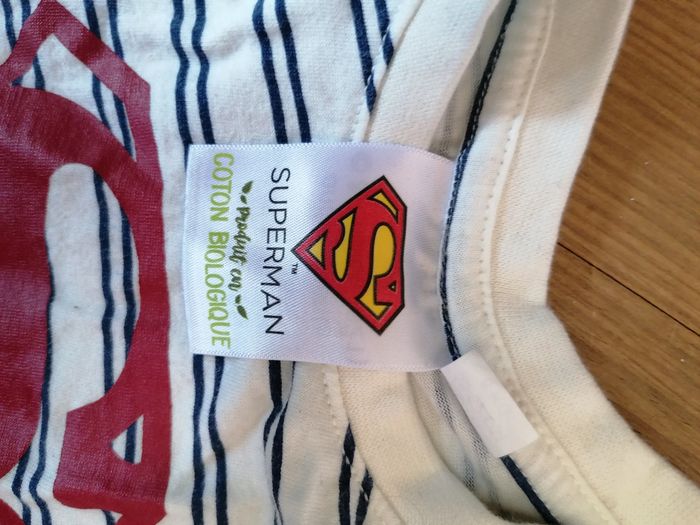 SUPERMAN™
produit en
COTON BIOLOGIQUE